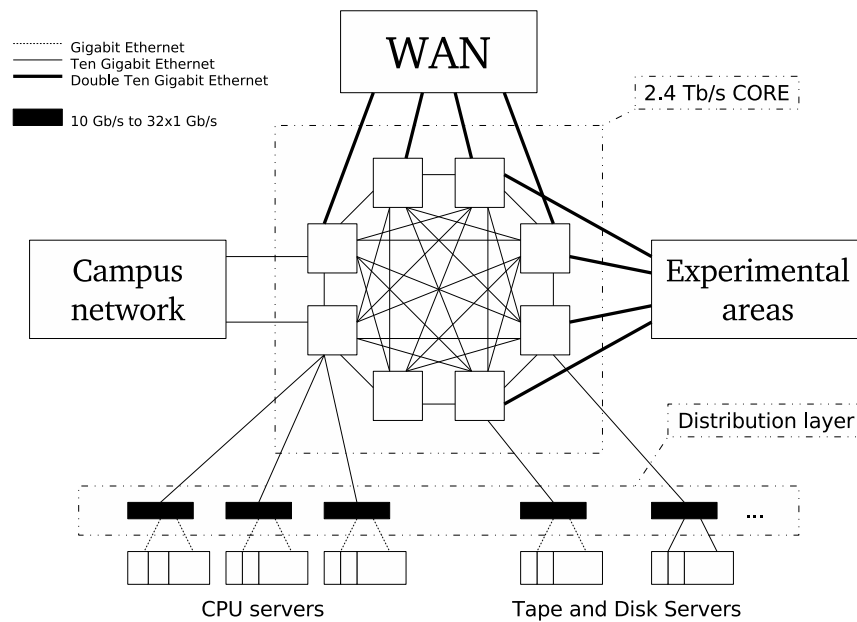 WAN
Gigabit Ethernet
Ten Gigabit Ethernet
Double Ten Gigabit Ethernet
10 Gb/s to 32x1 Gb/s
2.4 Tb/s CORE
Campus
network
Experimental
areas
Distribution layer
...
CPU servers
Tape and Disk Servers